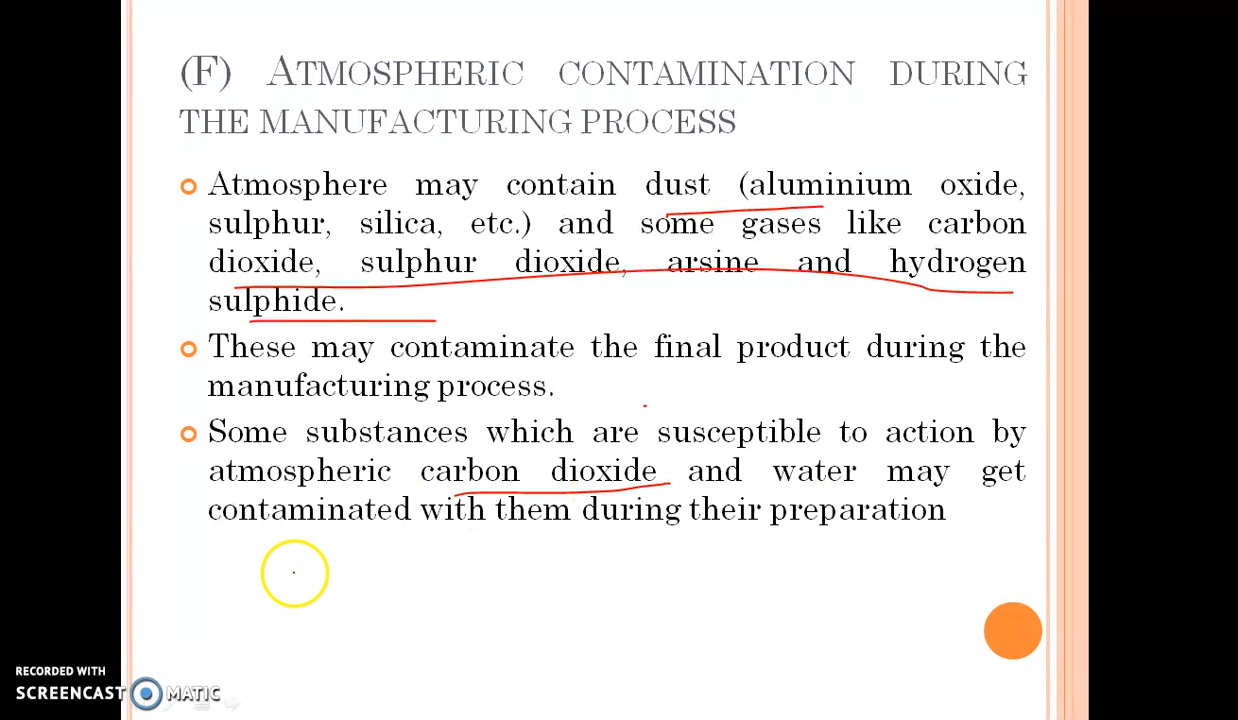 (F) ATMOSPHERIC CONTAMINATION DURING
THE MANUFACTURING PROCESS
Atmosphere may contain dust (aluminium oxide,
sulphur, silica, etc.) and some gases like carbon
dioxide, sulphur dioxide, arsine and hydrogen
sulphide.
These may contaminate the final product during the
manufacturing process.
Some substances which are susceptible to action by
atmospheric carbon dioxide and water may get
contaminated with them during their preparation
RECORDED WITH
SCREENCAST MATIC